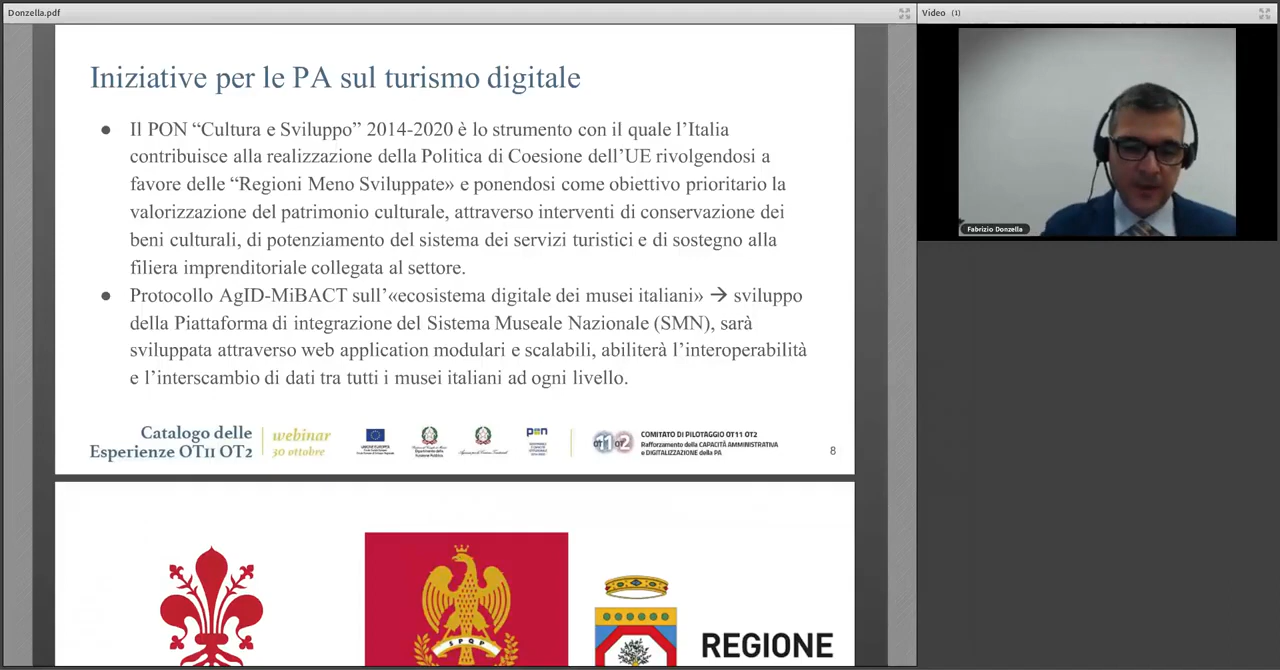 Donzella.pdf
Video (1)
Iniziative per le PA sul turismo digitale
● Il PON “Cultura e Sviluppo” 2014-2020 è lo strumento con il quale l’Italia
contribuisce alla realizzazione della Politica di Coesione dell’UE rivolgendosi a
favore delle “Regioni Meno Sviluppate» e ponendosi come obiettivo prioritario la
valorizzazione del patrimonio culturale, attraverso interventi di conservazione dei
beni culturali, di potenziamento del sistema dei servizi turistici e di sostegno alla
filiera imprenditoriale collegata al settore.
● Protocollo AgID-MiBACT sull’«ecosistema digitale dei musei italiani» → sviluppo
della Piattaforma di integrazione del Sistema Museale Nazionale (SMN), sarà
sviluppata attraverso web application modulari e scalabili, abiliterà l’interoperabilità
e l’interscambio di dati tra tutti i musei italiani ad ogni livello.
Fabrizio Donzella
Catalogo delle
Esperienze OT11 OT2
webinar
30 ottobre
pon
OT11 OT2
COMITATO DI PILOTAGGIO OT11 OT2
Rafforzamento della CAPACITÀ AMMINISTRATIVA
e DIGITALIZZAZIONE della PA
8
SPQP
REGIONE